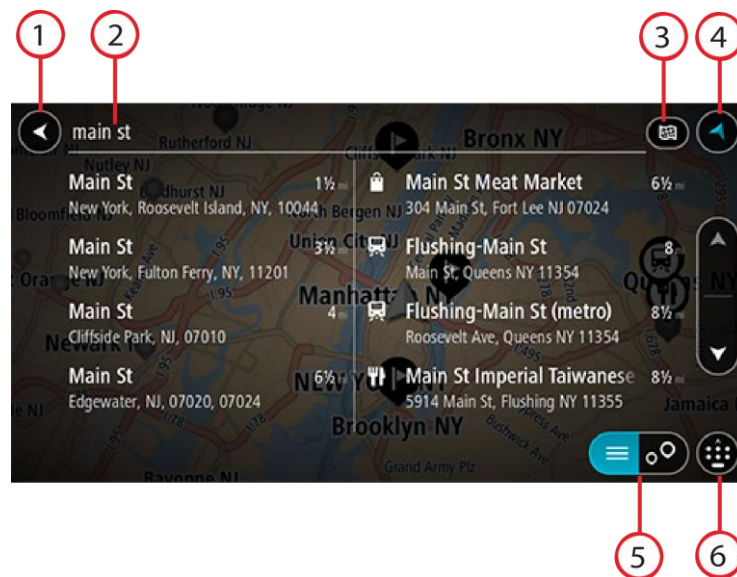 1
2
3
4
main st
Rutherford NJ
Bronx NY
Nutley NJ
Main St
1½ mi
New York, Roosevelt Island, NY, 10044
Main St
3½ mi
New York, Fulton Ferry, NY, 11201
Main St
4 mi
Cliffside Park, NJ, 07010
Main St
6½ mi
Edgewater, NJ, 07020, 07024
Main St Meat Market
6½ mi
304 Main St, Fort Lee NJ 07024
Flushing-Main St
8 mi
Main St, Queens NY 11354
Flushing-Main St (metro)
8½ mi
Roosevelt Ave, Queens NY 11354
Main St Imperial Taiwanese
8½ mi
5914 Main St, Flushing NY 11355
Union City NJ
Jamaica
Brooklyn NY
Bushwick Ave
Grand Army Plz
Bayonne NJ
5
6